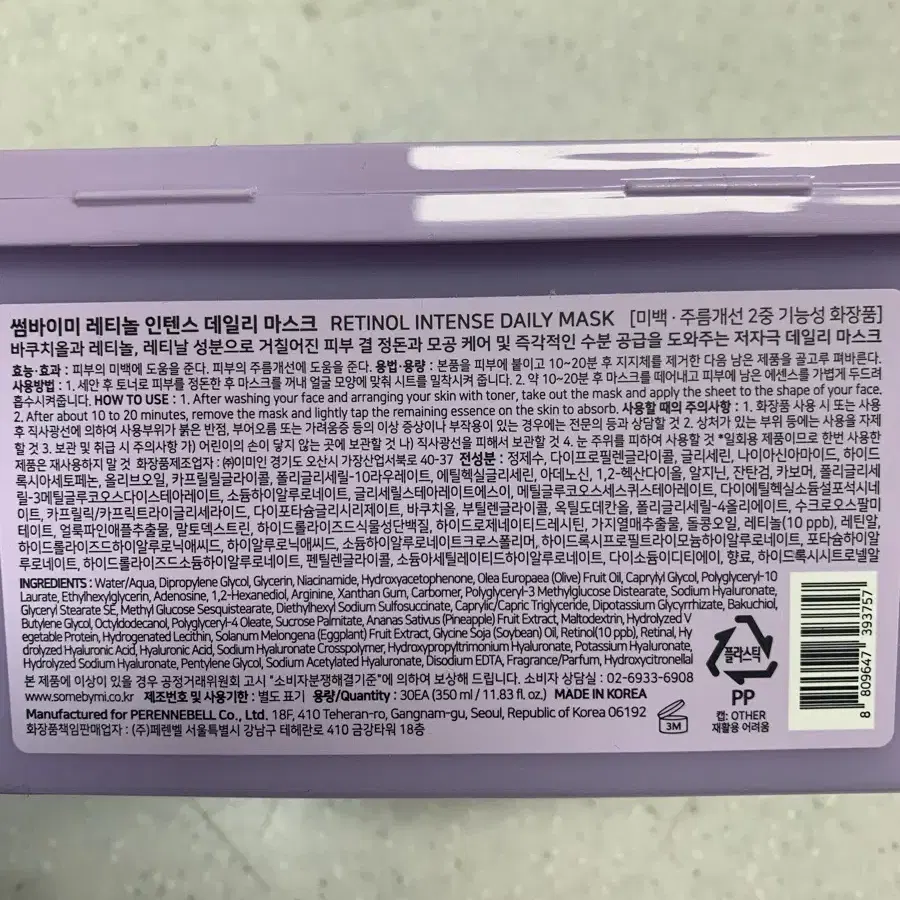 썸바이미 레티놀 인텐스 데일리 마스크 RETINOL INTENSE DAILY MASK [미백 · 주름개선 2중 기능성 화장품]
바쿠치올과 레티놀, 레티날 성분으로 거칠어진 피부 결 정돈과 모공 케어 및 즉각적인 수분 공급을 도와주는 저자극 데일리 마스크
효능·효과 : 피부의 미백에 도움을 준다. 피부의 주름개선에 도움을 준다. 용법·용량 : 본품을 피부에 붙이고 10~20분 후 지지체를 제거한 다음 남은 제품을 골고루 펴바른다.
사용방법 : 1. 세안 후 토너로 피부를 정돈한 후 마스크를 꺼내 얼굴 모양에 맞춰 시트를 밀착시켜 줍니다. 2. 약 10~20분 후 마스크를 떼어내고 피부에 남은 에센스를 가볍게 두드려
흡수시켜줍니다. HOW TO USE : 1. After washing your face and arranging your skin with toner, take out the mask and apply the sheet to the shape of your face.
2. After about 10 to 20 minutes, remove the mask and lightly tap the remaining essence on the skin to absorb. 사용할 때의 주의사항 : 1. 화장품 사용 시 또는 사용
후 직사광선에 의하여 사용부위가 붉은 반점, 부어오름 또는 가려움증 등의 이상 증상이나 부작용이 있는 경우에는 전문의 등과 상담할 것 2. 상처가 있는 부위 등에는 사용을 자제
할 것 3. 보관 및 취급 시 주의사항 가) 어린이의 손이 닿지 않는 곳에 보관할 것 나) 직사광선을 피해서 보관할 것 4. 눈 주위를 피하여 사용할 것 *일회용 제품이므로 한번 사용한
제품은 재사용하지 말 것 화장품제조업자 : ㈜이미인 경기도 오산시 가장산업서북로 40-37 전성분 : 정제수, 다이프로필렌글라이콜, 글리세린, 나이아신아마이드, 하이드
록시아세토페논, 올리브오일, 카프릴릴글라이콜, 폴리글리세릴-10라우레이트, 에틸헥실글리세린, 아데노신, 1,2-헥산다이올, 알지닌, 잔탄검, 카보머, 폴리글리세
릴-3메틸글루코오스다이스테아레이트, 소듐하이알루로네이트, 글리세릴스테아레이트에스이, 메틸글루코오스세스퀴스테아레이트, 다이에틸헥실소듐설포석시네
이트, 카프릴릭/카프릭트라이글리세라이드, 다이포타슘글리시리제이트, 바쿠치올, 부틸렌글라이콜, 옥틸도데칸올, 폴리글리세릴-4올리에이트, 수크로오스팔미
테이트, 얼룩파인애플추출물, 말토덱스트린, 하이드롤라이즈드식물성단백질, 하이드로제네이티드레시틴, 가지열매추출물, 돌콩오일, 레티놀(10 ppb), 레틴알,
하이드롤라이즈드하이알루로닉애씨드, 하이알루로닉애씨드, 소듐하이알루로네이트크로스폴리머, 하이드록시프로필트라이모늄하이알루로네이트, 포타슘하이알
루로네이트, 하이드롤라이즈드소듐하이알루로네이트, 펜틸렌글라이콜, 소듐아세틸레이티드하이알루로네이트, 다이소듐이디티에이, 향료, 하이드록시시트로넬알
INGREDIENTS : Water/Aqua, Dipropylene Glycol, Glycerin, Niacinamide, Hydroxyacetophenone, Olea Europaea (Olive) Fruit Oil, Caprylyl Glycol, Polyglyceryl-10
Laurate, Ethylhexylglycerin, Adenosine, 1,2-Hexanediol, Arginine, Xanthan Gum, Carbomer, Polyglyceryl-3 Methylglucose Distearate, Sodium Hyaluronate,
Glyceryl Stearate SE, Methyl Glucose Sesquistearate, Diethylhexyl Sodium Sulfosuccinate, Caprylic/Capric Triglyceride, Dipotassium Glycyrrhizate, Bakuchiol,
Butylene Glycol, Octyldodecanol, Polyglyceryl-4 Oleate, Sucrose Palmitate, Ananas Sativus (Pineapple) Fruit Extract, Maltodextrin, Hydrolyzed V
egetable Protein, Hydrogenated Lecithin, Solanum Melongena (Eggplant) Fruit Extract, Glycine Soja (Soybean) Oil, Retinol(10 ppb), Retinal, Hy
drolyzed Hyaluronic Acid, Hyaluronic Acid, Sodium Hyaluronate Crosspolymer, Hydroxypropyltrimonium Hyaluronate, Potassium Hyaluronate,
Hydrolyzed Sodium Hyaluronate, Pentylene Glycol, Sodium Acetylated Hyaluronate, Disodium EDTA, Fragrance/Parfum, Hydroxycitronellal
본 제품에 이상이 있을 경우 공정거래위원회 고시 "소비자분쟁해결기준"에 의하여 보상해 드립니다. 소비자 상담실 : 02-6933-6908
www.somebymi.co.kr 제조번호 및 사용기한 : 별도 표기 용량/Quantity : 30EA (350 ml / 11.83 fl. oz.) MADE IN KOREA
Manufactured for PERENNEBELL Co., Ltd. 18F, 410 Teheran-ro, Gangnam-gu, Seoul, Republic of Korea 06192
화장품책임판매업자 : (주)페렌벨 서울특별시 강남구 테헤란로 410 금강타워 18층
3M
플라스틱
PP
캡: OTHER
재활용 어려움
8 809647 393757